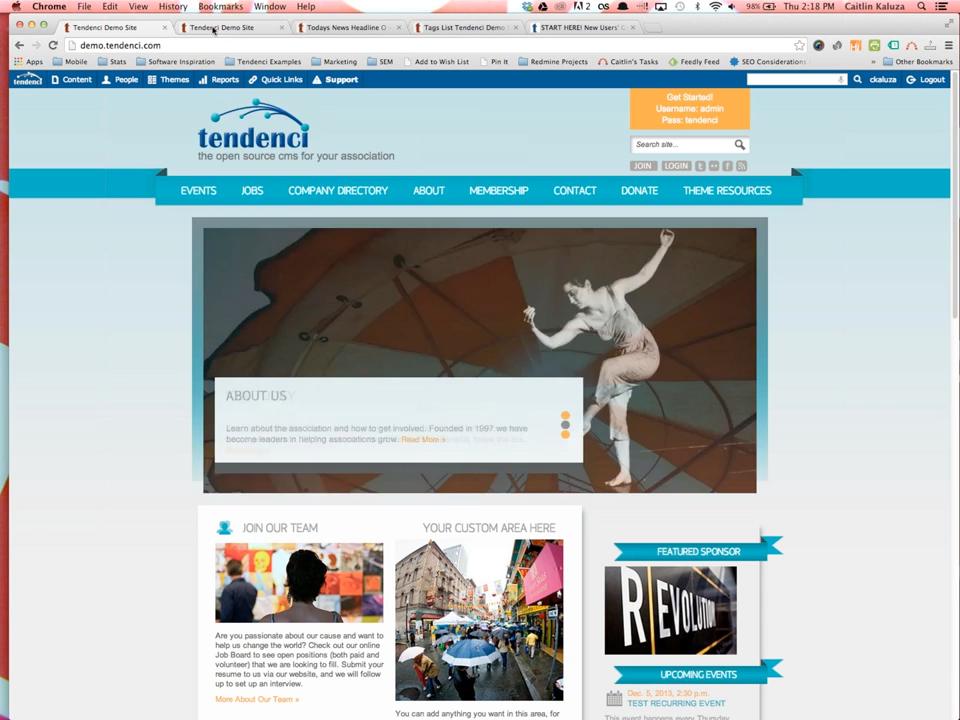 Chrome File Edit View History Bookmarks Window Help
2 98% Thu 2:18 PM Caitlin Kaluza
Tendenci Demo Site
Tendenci Demo Site
Todays News Headline
Tags List Tendenci Demo
START HERE! New Users'
demo.tendenci.com
Apps Mobile Stats Software Inspiration Tendenci Examples Marketing SEM Add to Wish List Pin It Redmine Projects Caitlin's Tasks Feedly Feed SEO Considerations » Other Bookmarks
tendenci Content People Themes Reports Quick Links Support ckaluza Logout
Get Started!
Username: admin
Pass: tendenci
tendenci
the open source cms for your association
Search site...
JOIN LOGIN
EVENTS JOBS COMPANY DIRECTORY ABOUT MEMBERSHIP CONTACT DONATE THEME RESOURCES
ABOUT US
Learn about the association and how to get involved. Founded in 1997 we have
become leaders in helping associations grow. Read More »
JOIN OUR TEAM
Are you passionate about our cause and want to
help us change the world? Check out our online
Job Board to see open positions (both paid and
volunteer) that we are looking to fill. Submit your
resume to us via our website, and we will follow
up to set up an interview.
More About Our Team »
YOUR CUSTOM AREA HERE
You can add anything you want in this area, for
FEATURED SPONSOR
REVOLUTION
UPCOMING EVENTS
Dec. 5, 2013, 2:30 p.m.
TEST RECURRING EVENT
This event happens every Thursday